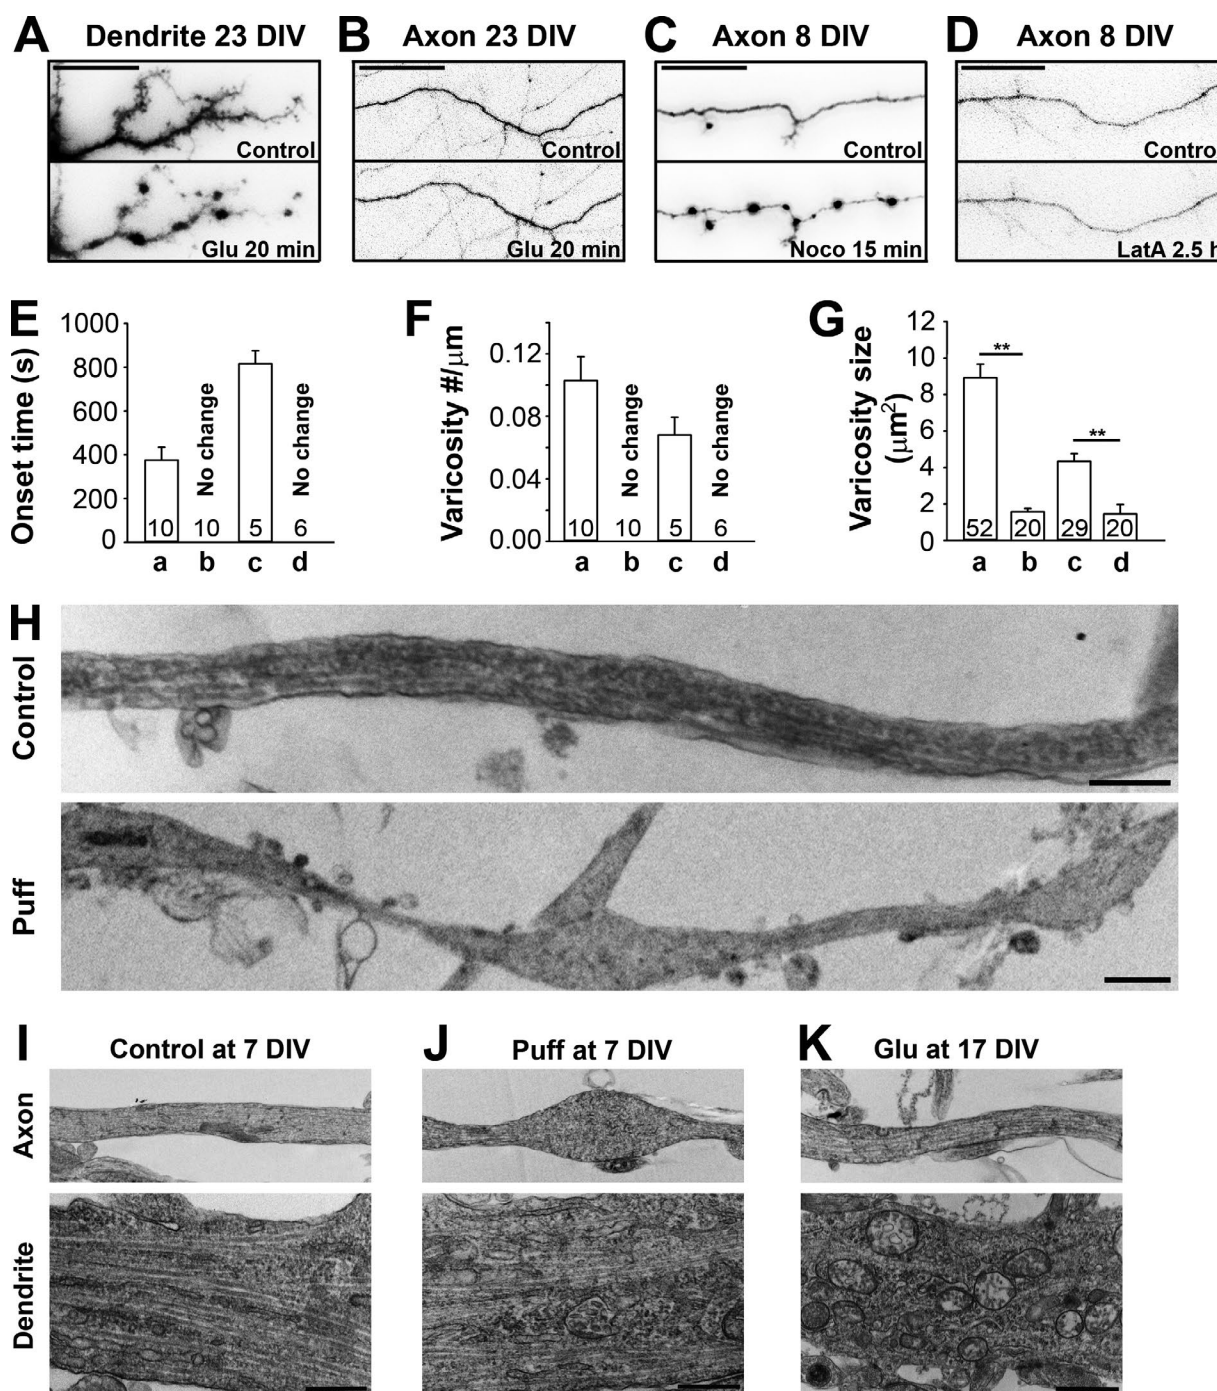 A Dendrite 23 DIV
Control
Glu 20 min
B Axon 23 DIV
Control
Glu 20 min
C Axon 8 DIV
Control
Noco 15 min
D Axon 8 DIV
Contro
LatA 2.5 h
E
Onset time (s)
1000
800
600
400
200
0
10
No change
10
5
No change
6
a b c d
F
Varicosity #/μm
0.12
0.08
0.04
0.00
10
No change
10
5
No change
6
a b c d
G
Varicosity size
(μm²)
12
10
8
6
4
2
0
**
**
52 20 29 20
a b c d
H
Control
Puff
I Control at 7 DIV
J Puff at 7 DIV
K Glu at 17 DIV
Axon
Dendrite